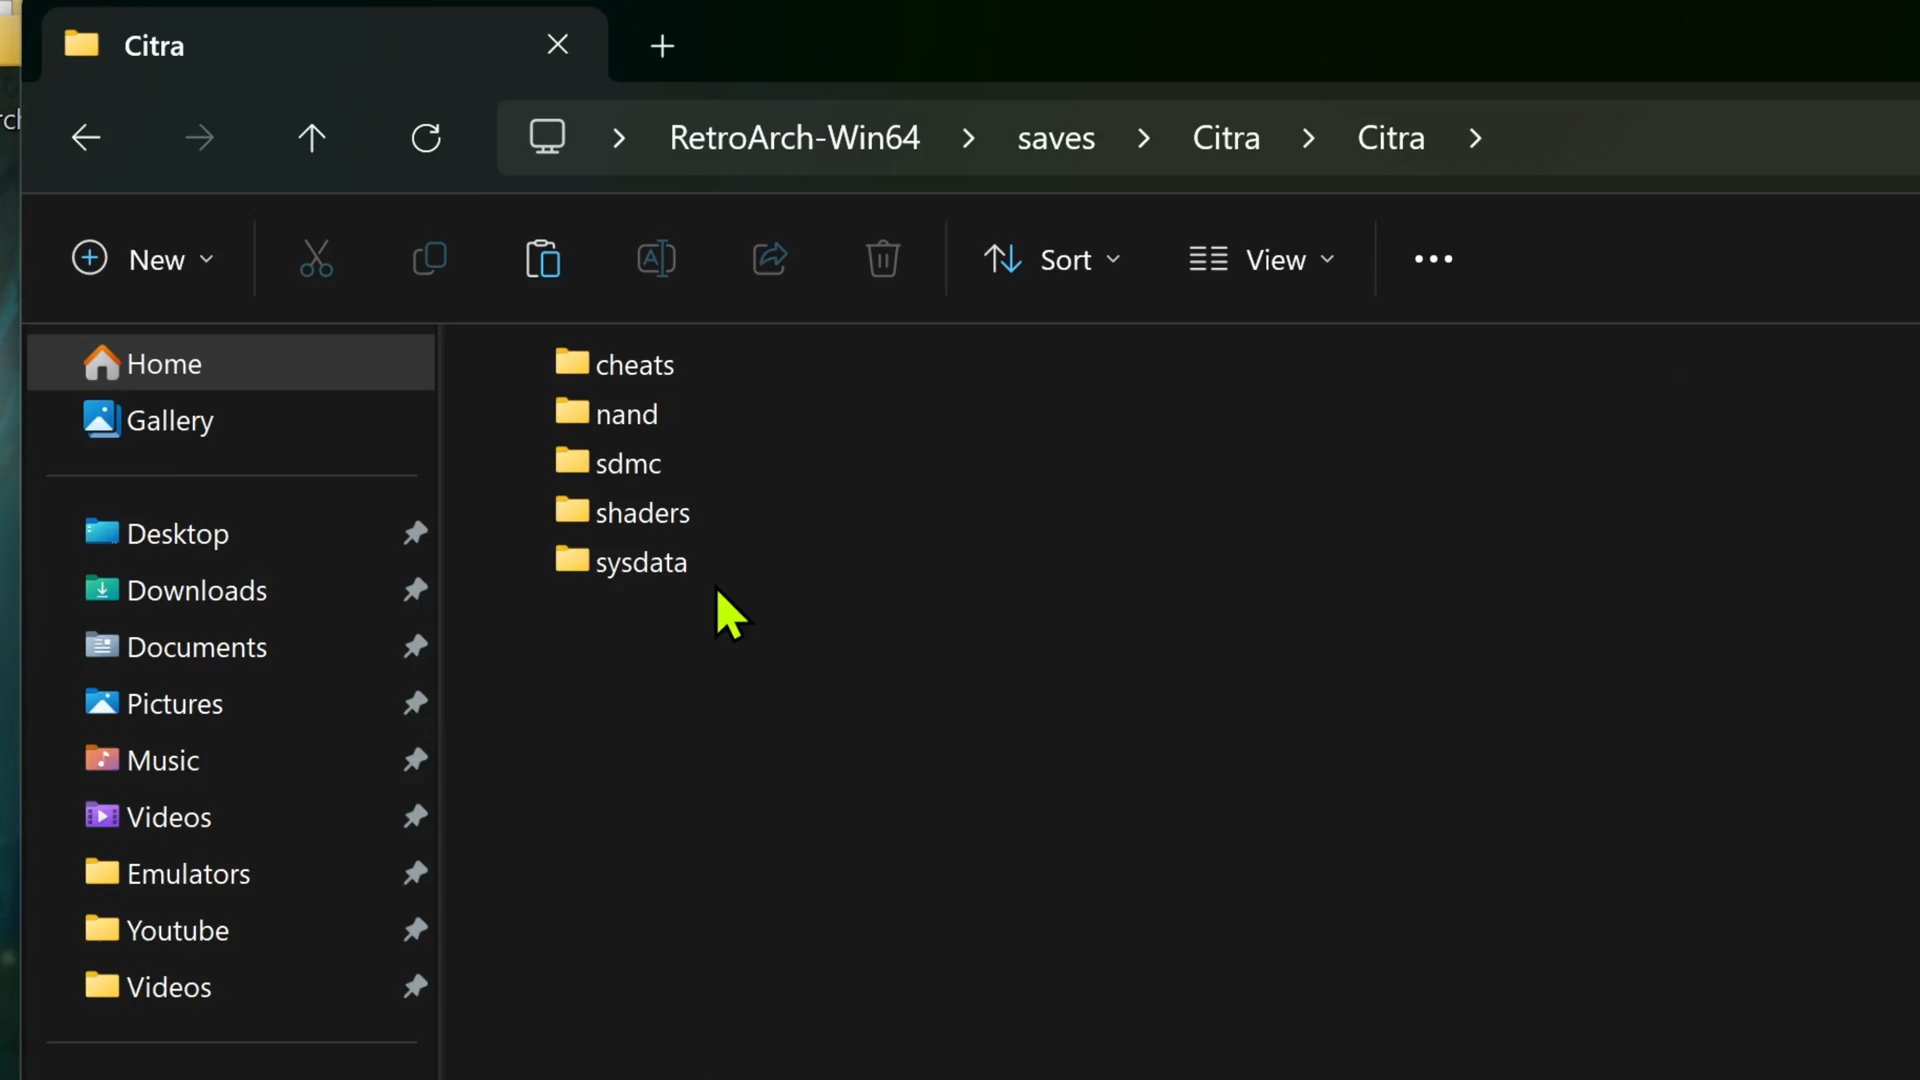 Citra
RetroArch-Win64 saves Citra Citra
New Sort View
Home
Gallery
Desktop
Downloads
Documents
Pictures
Music
Videos
Emulators
Youtube
Videos
cheats
nand
sdmc
shaders
sysdata